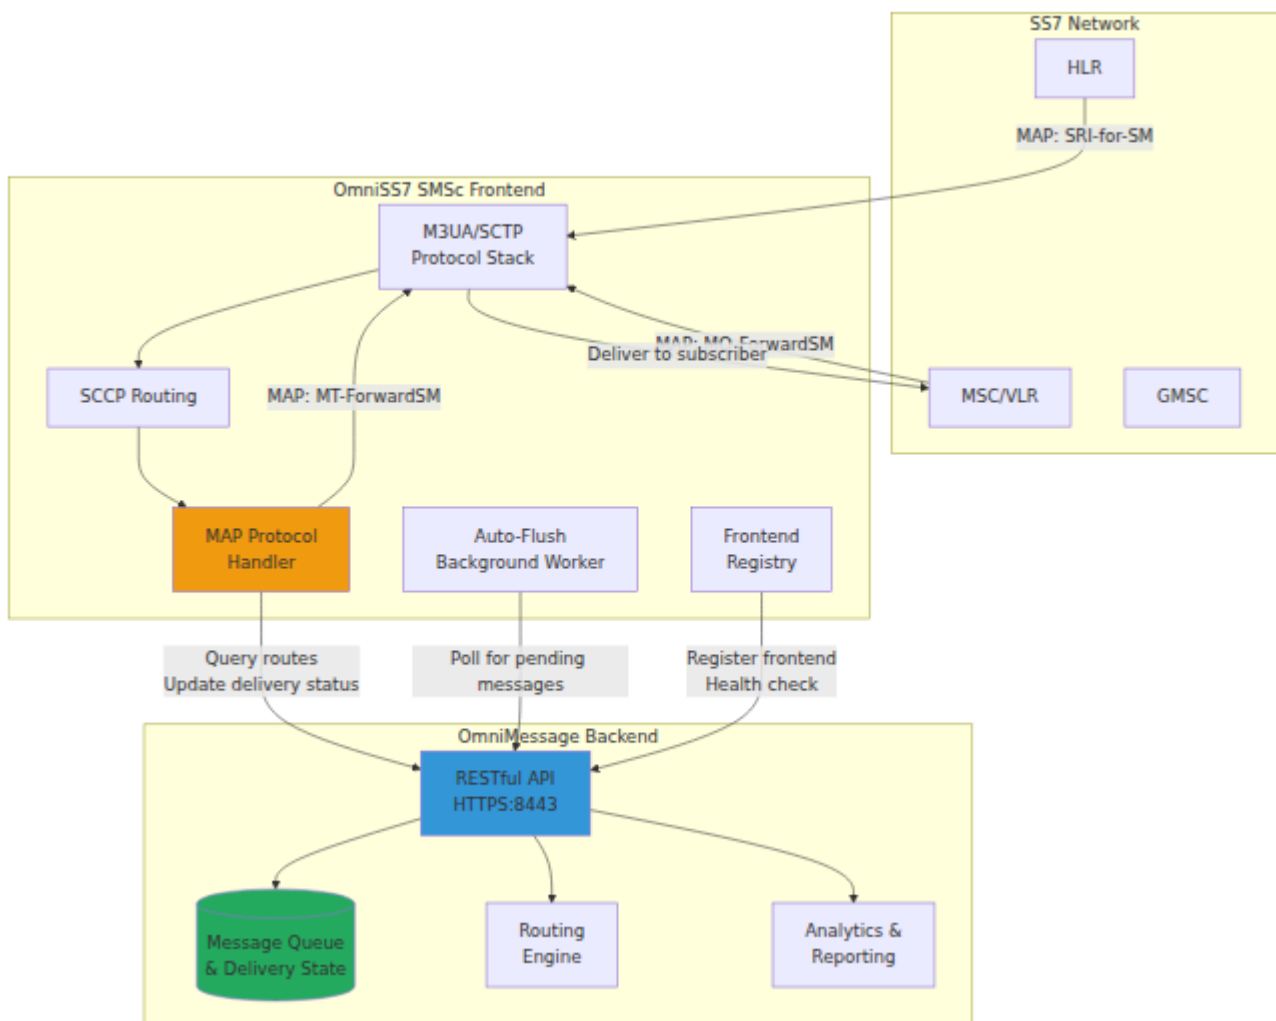 SS7 Network
HLR
MAP: SRI-for-SM
OmniSS7 SMSc Frontend
M3UA/SCTP
Protocol Stack
MAP: MO-ForwardSM
Deliver to subscriber
SCCP Routing
MAP: MT-ForwardSM
MSC/VLR
GMSC
MAP Protocol
Handler
Auto-Flush
Background Worker
Frontend
Registry
Query routes
Update delivery status
Poll for pending
messages
Register frontend
Health check
OmniMessage Backend
RESTful API
HTTPS:8443
Message Queue
& Delivery State
Routing
Engine
Analytics &
Reporting